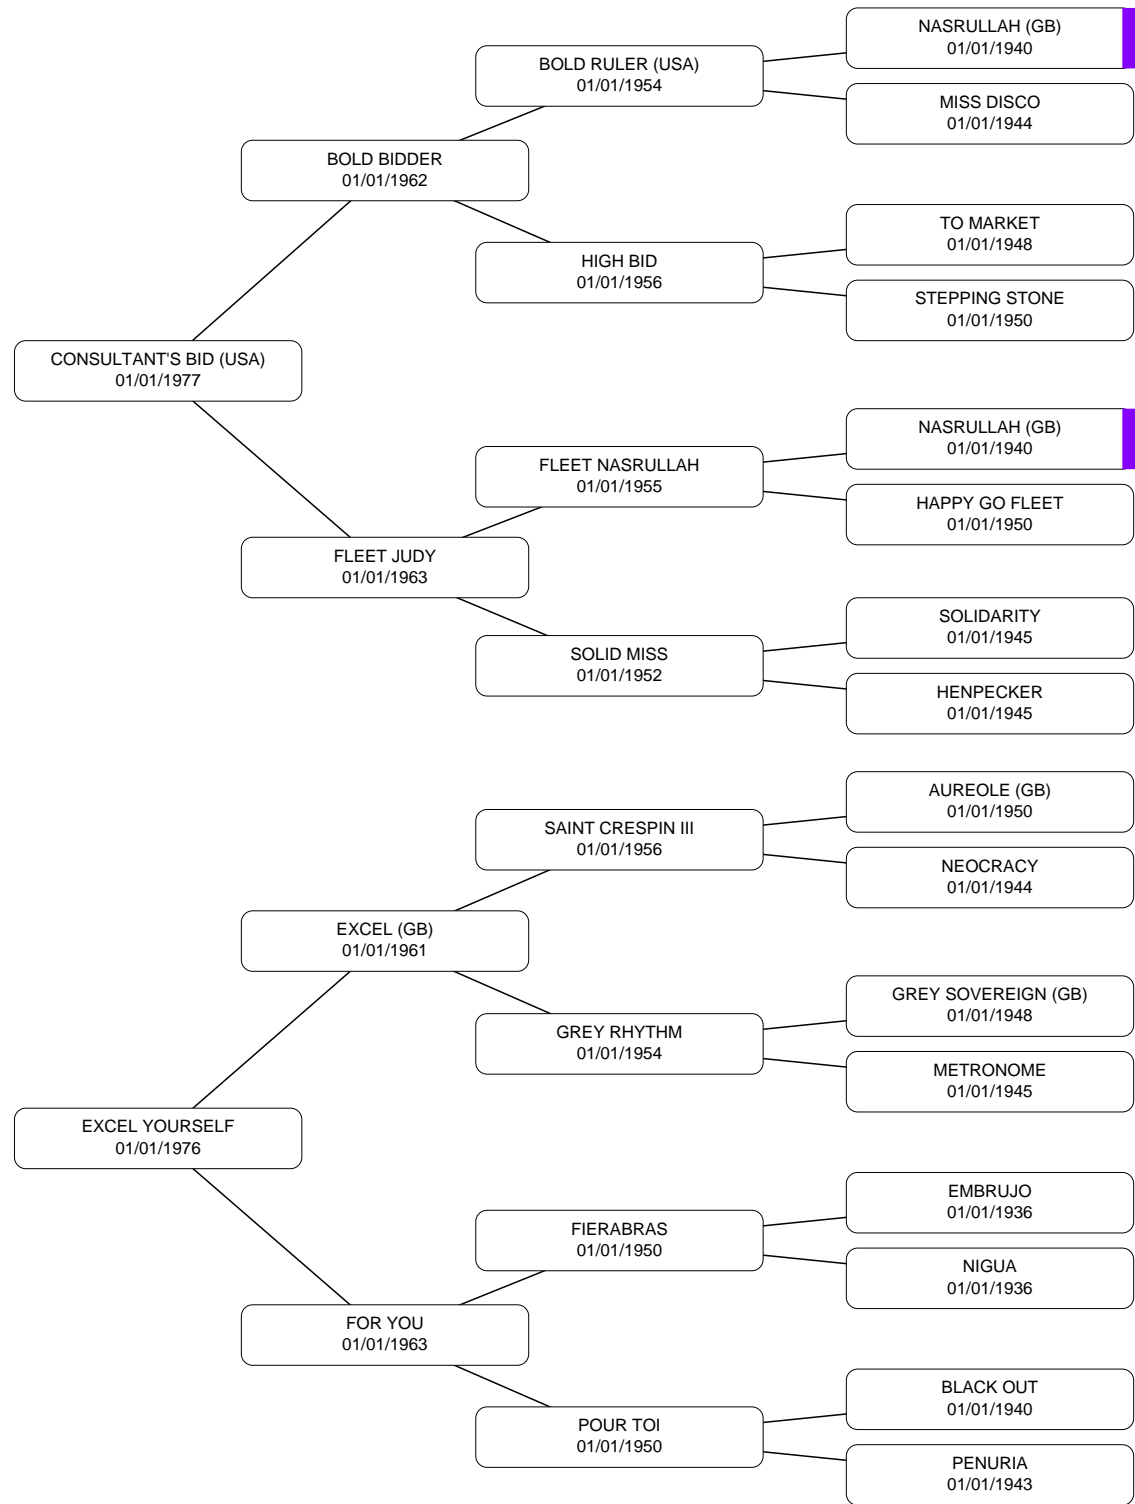 NASRULLAH (GB)
01/01/1940
BOLD RULER (USA)
01/01/1954
MISS DISCO
01/01/1944
BOLD BIDDER
01/01/1962
TO MARKET
01/01/1948
HIGH BID
01/01/1956
STEPPING STONE
01/01/1950
CONSULTANT'S BID (USA)
01/01/1977
NASRULLAH (GB)
01/01/1940
FLEET NASRULLAH
01/01/1955
HAPPY GO FLEET
01/01/1950
FLEET JUDY
01/01/1963
SOLIDARITY
01/01/1945
SOLID MISS
01/01/1952
HENPECKER
01/01/1945
AUREOLE (GB)
01/01/1950
SAINT CRESPIN III
01/01/1956
NEOCRACY
01/01/1944
EXCEL (GB)
01/01/1961
GREY SOVEREIGN (GB)
01/01/1948
GREY RHYTHM
01/01/1954
METRONOME
01/01/1945
EXCEL YOURSELF
01/01/1976
EMBRUJO
01/01/1936
FIERABRAS
01/01/1950
NIGUA
01/01/1936
FOR YOU
01/01/1963
BLACK OUT
01/01/1940
POUR TOI
01/01/1950
PENURIA
01/01/1943